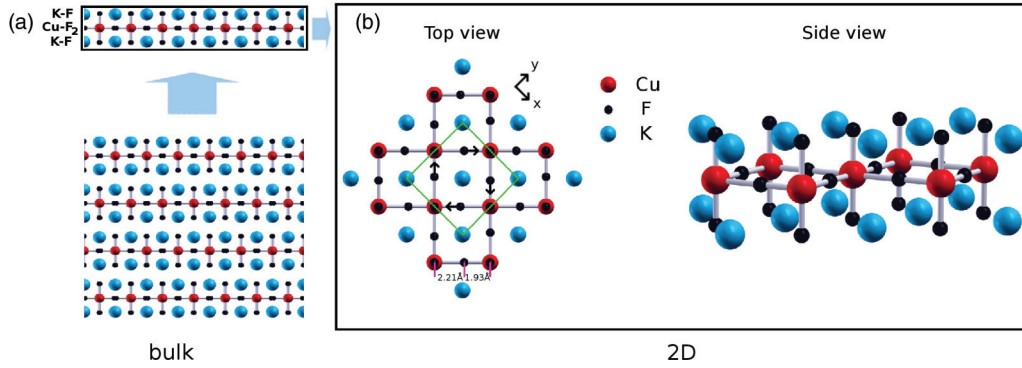 (a)
K-F
Cu-F2
K-F
bulk
(b)
Top view
Side view
y
x
Cu
F
K
2.21Å 1.93Å
2D